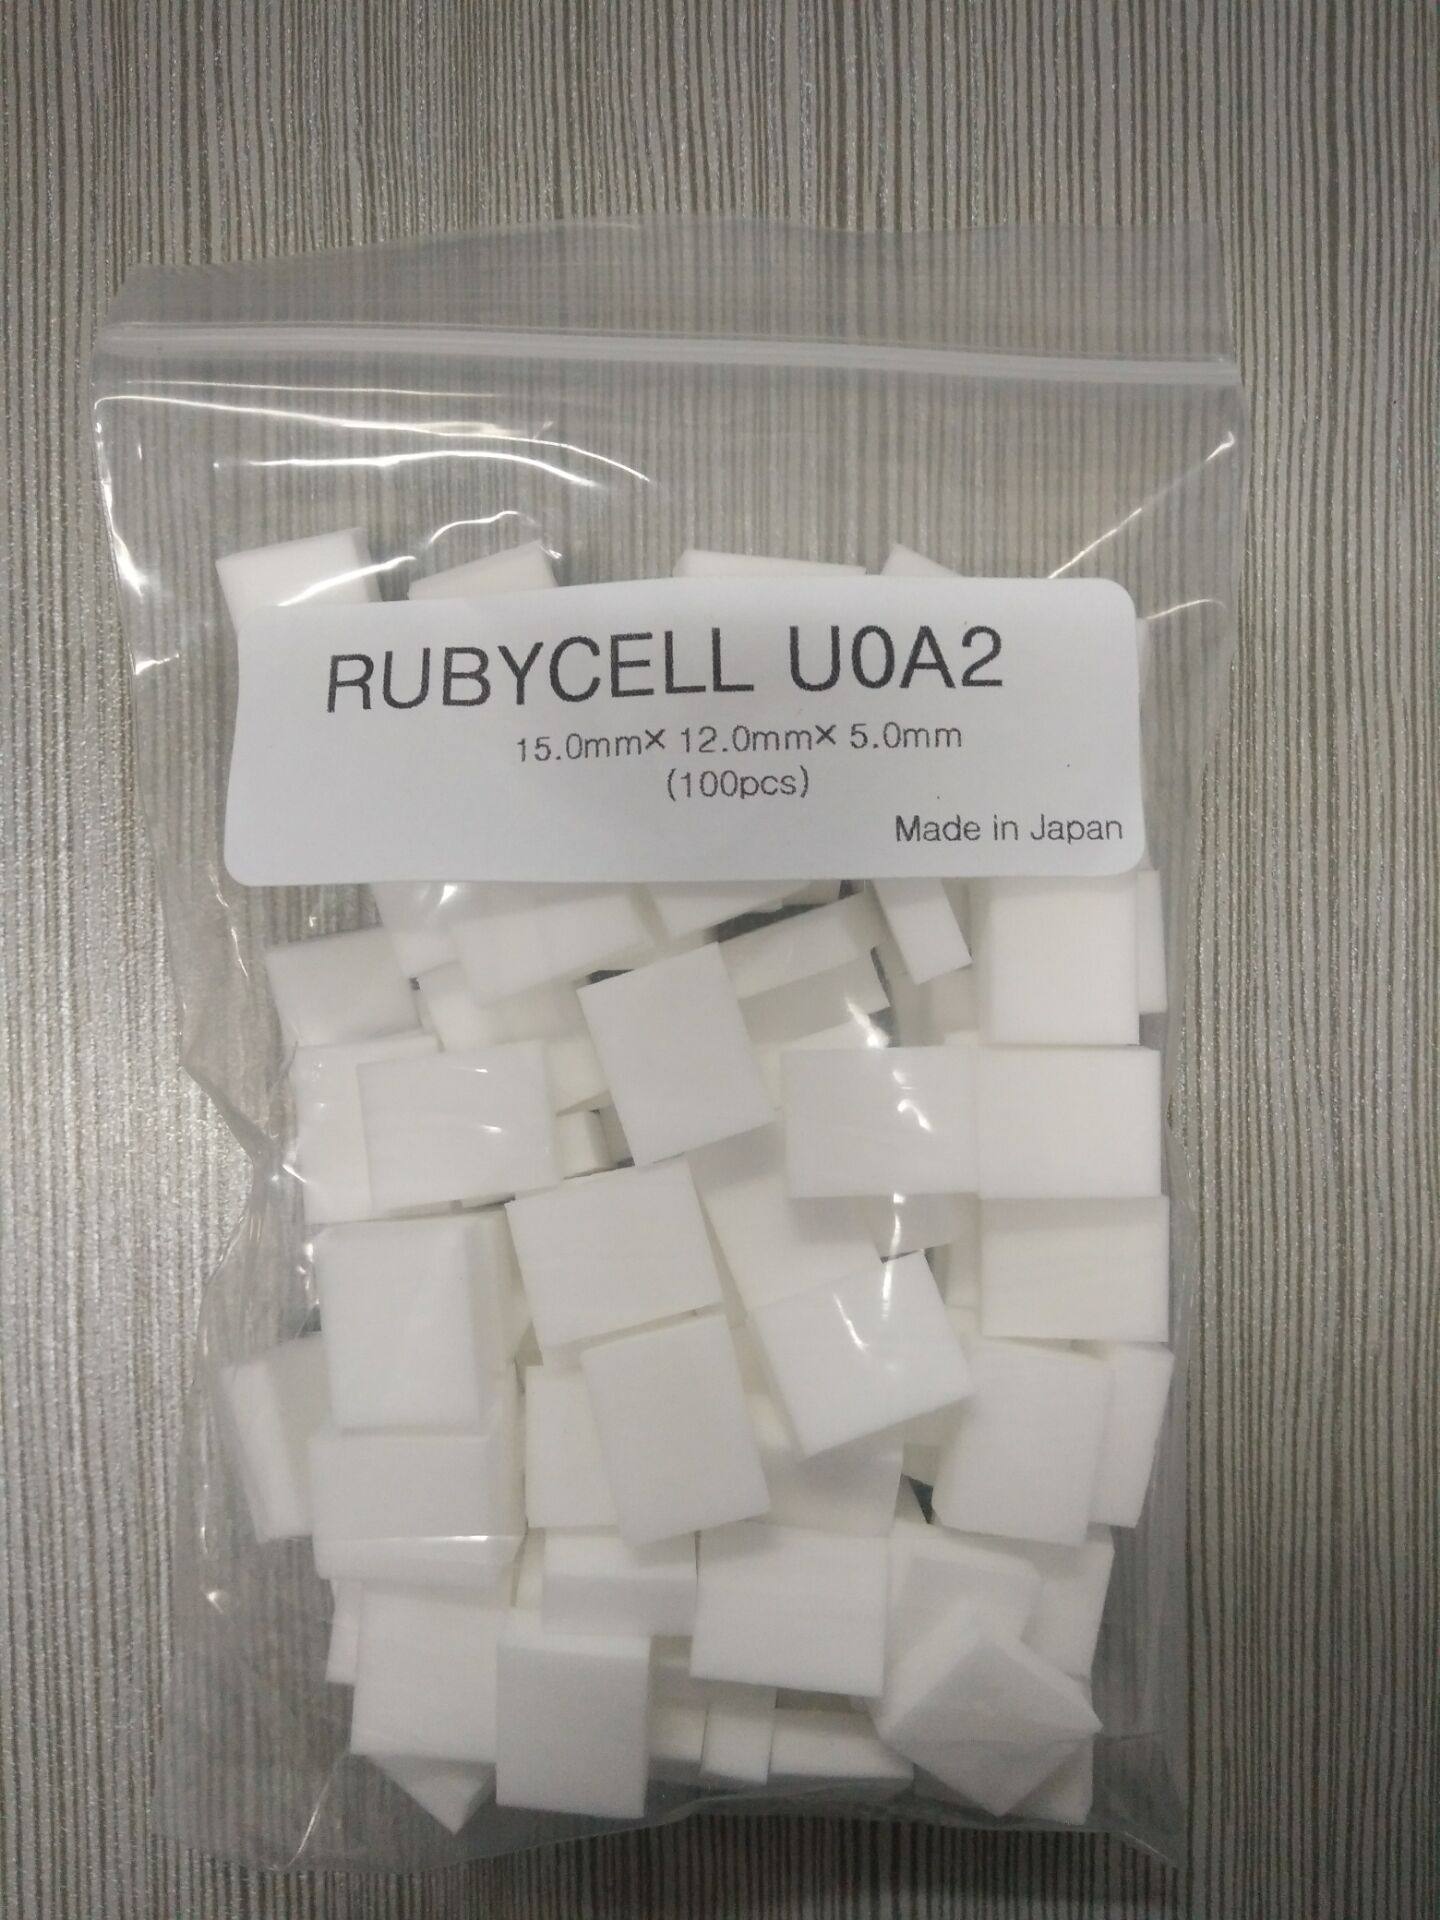 RUBYCELL U0A2
15.0mm× 12.0mm× 5.0mm
(100pcs)
Made in Japan